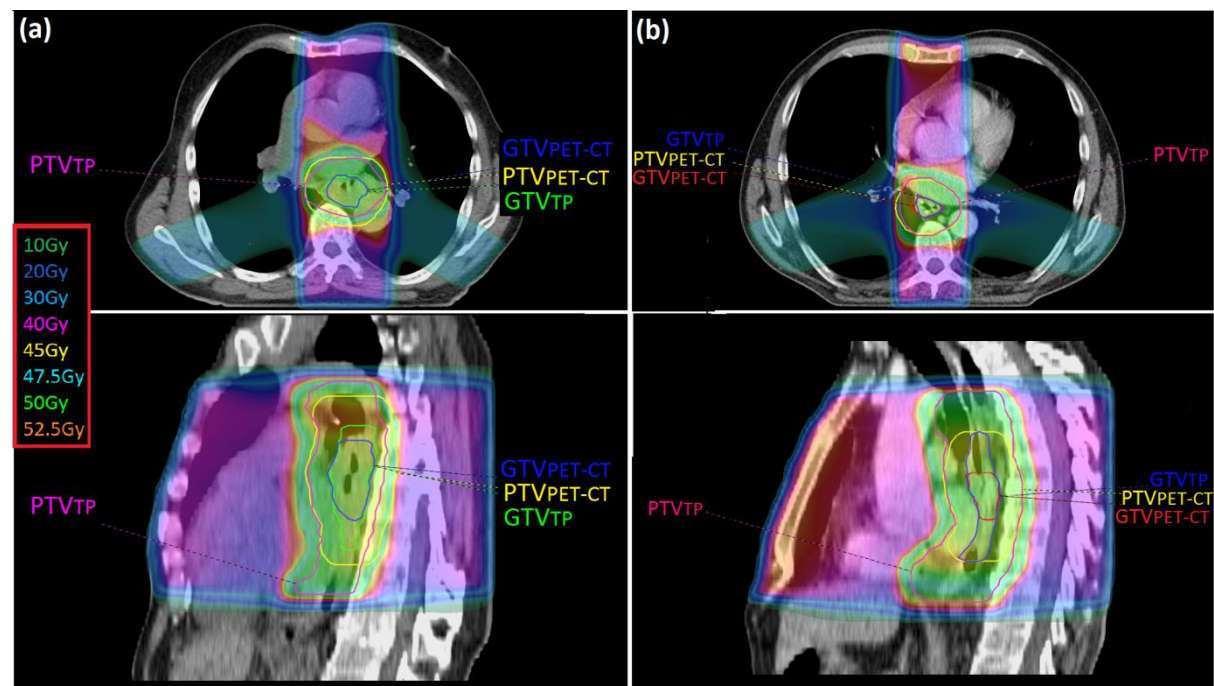 (a)
(b)
PTVTP
GTVPET-CT
PTVPET-CT
GTVTP
GTVTP
PTVPET-CT
GTVPET-CT
PTVTP
10Gy
20Gy
30Gy
40Gy
45Gy
47.5Gy
50Gy
52.5Gy
PTVTP
GTVPET-CT
PTVPET-CT
GTVTP
PTVTP
GTVTP
PTVPET-CT
GTVPET-CT